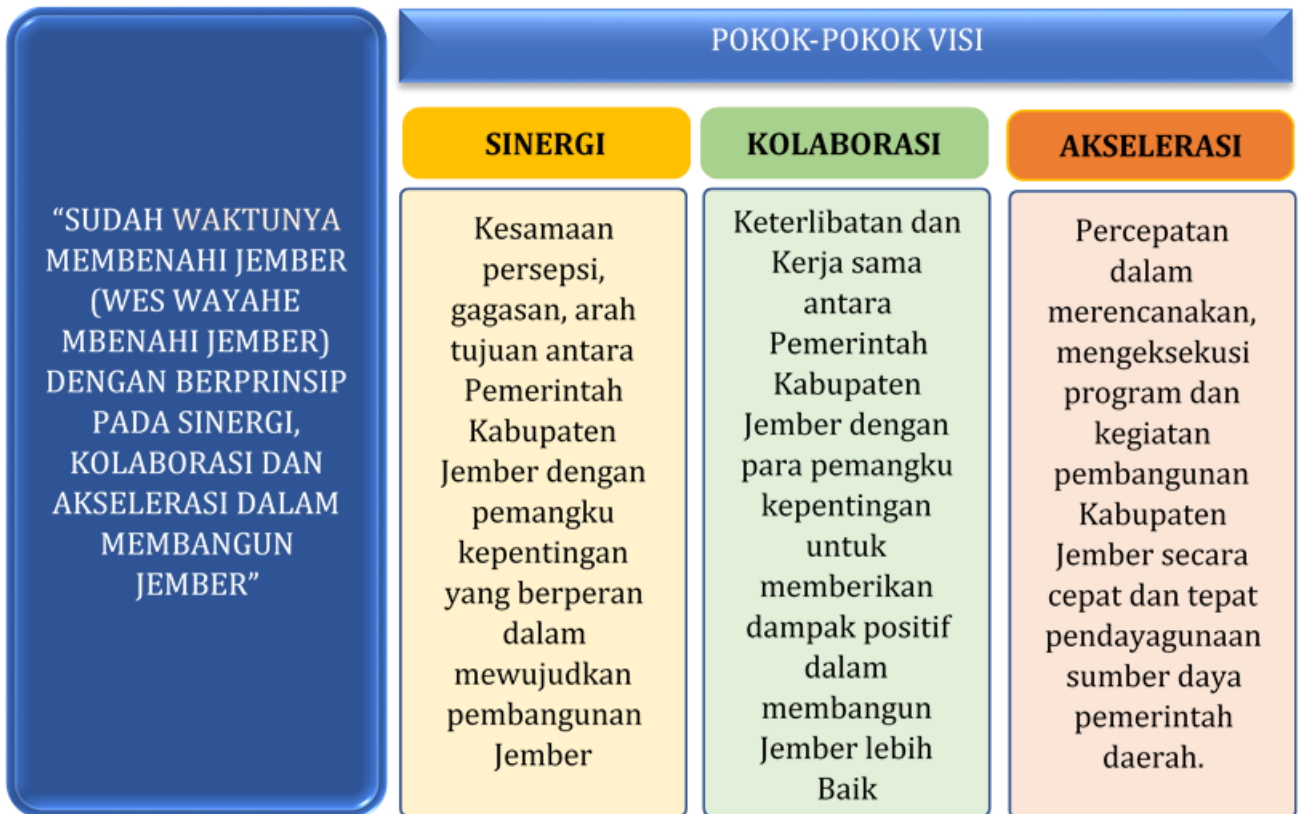 “SUDAH WAKTUNYA
MEMBENAHI JEMBER
(WES WAYAHE
MBENAHI JEMBER)
DENGAN BERPRINSIP
PADA SINERGI,
KOLABORASI DAN
AKSELERASI DALAM
MEMBANGUN
JEMBER”
POKOK-POKOK VISI
SINERGI
Kesamaan
persepsi,
gagasan, arah
tujuan antara
Pemerintah
Kabupaten
Jember dengan
pemangku
kepentingan
yang berperan
dalam
mewujudkan
pembangunan
Jember
KOLABORASI
Keterlibatan dan
Kerja sama
antara
Pemerintah
Kabupaten
Jember dengan
para pemangku
kepentingan
untuk
memberikan
dampak positif
dalam
membangun
Jember lebih
Baik
AKSELERASI
Percepatan
dalam
merencanakan,
mengeksekusi
program dan
kegiatan
pembangunan
Kabupaten
Jember secara
cepat dan tepat
pendayagunaan
sumber daya
pemerintah
daerah.